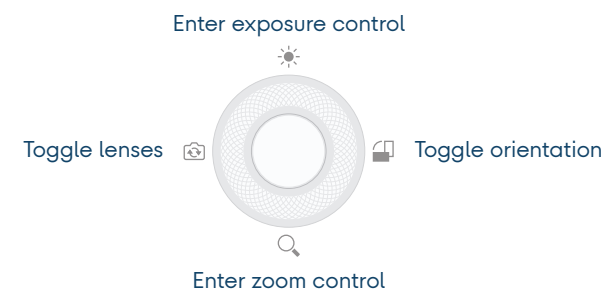 Enter exposure control
Toggle lenses
Toggle orientation
Enter zoom control